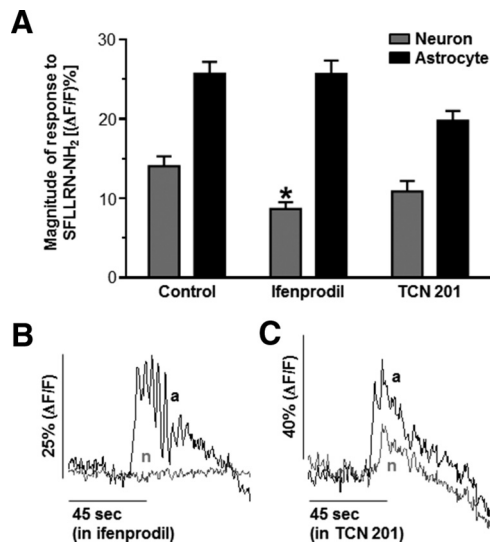 A
Magnitude of response to
SFLLRN-NH2 [(ΔF/F)%]
30
20
10
0
Neuron
Astrocyte
*
Control
Ifenprodil
TCN 201
B
25% (ΔF/F)
a
n
45 sec
(in ifenprodil)
C
40% (ΔF/F)
a
n
45 sec
(in TCN 201)